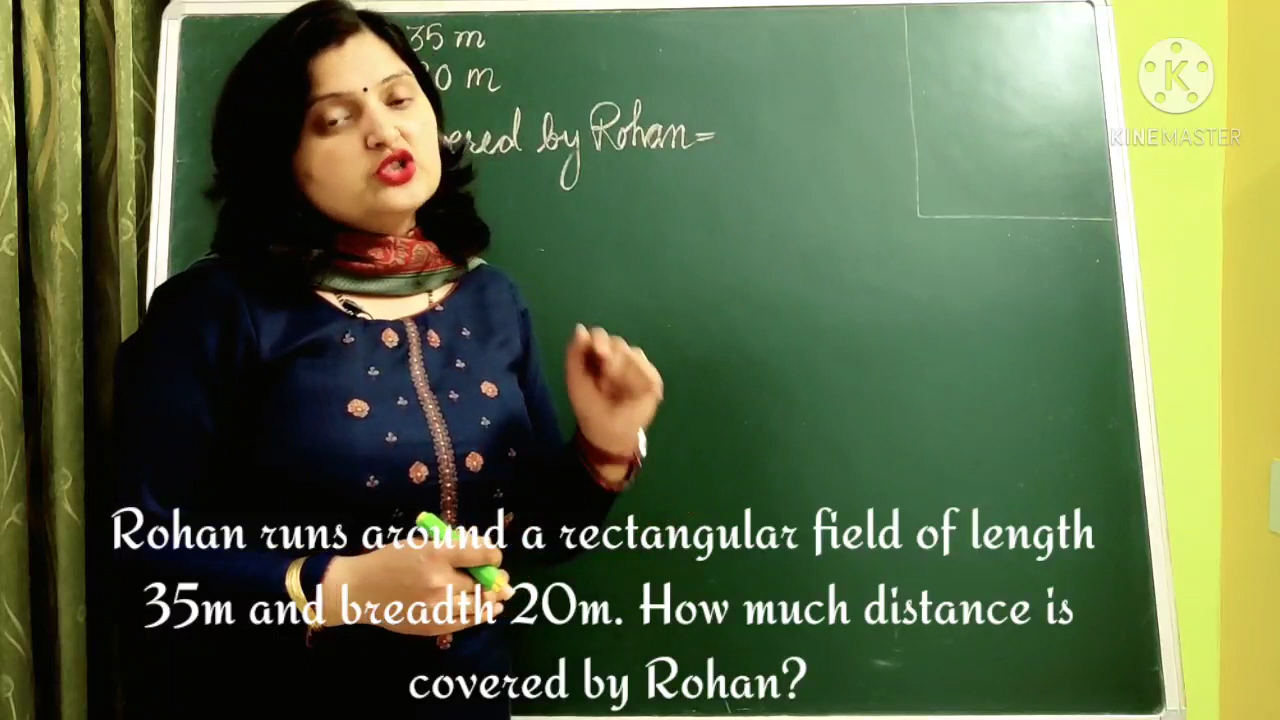 35 m
0 m
ered by Rohan=
KINEMASTER
Rohan runs around a rectangular field of length
35m and breadth 20m. How much distance is
covered by Rohan?